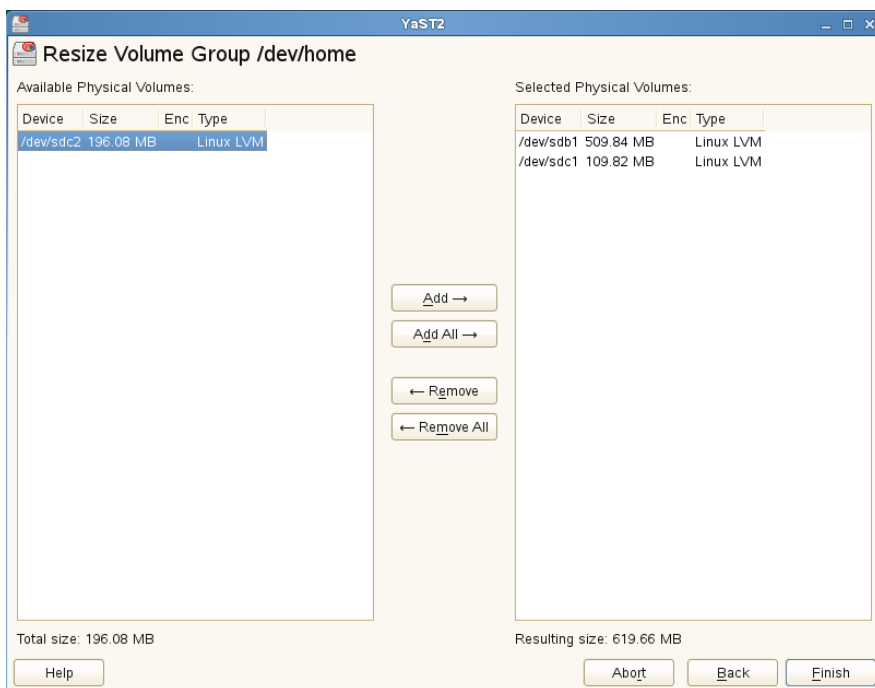 YaST2
Resize Volume Group /dev/home
Available Physical Volumes:
Device Size Enc Type
/dev/sdc2 196.08 MB Linux LVM
Total size: 196.08 MB
Add →
Add All →
← Remove
← Remove All
Selected Physical Volumes:
Device Size Enc Type
/dev/sdb1 509.84 MB Linux LVM
/dev/sdc1 109.82 MB Linux LVM
Resulting size: 619.66 MB
Help
Abort
Back
Finish